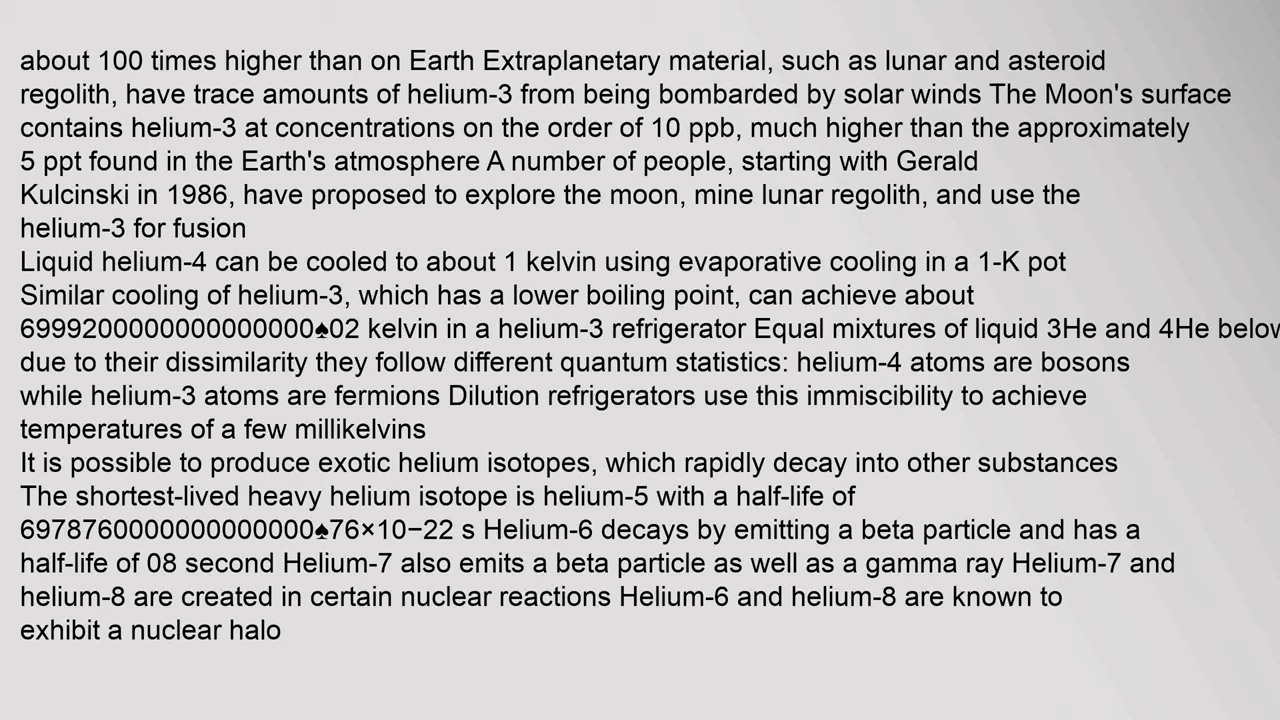 about 100 times higher than on Earth Extraplanetary material, such as lunar and asteroid
regolith, have trace amounts of helium-3 from being bombarded by solar winds The Moon's surface
contains helium-3 at concentrations on the order of 10 ppb, much higher than the approximately
5 ppt found in the Earth's atmosphere A number of people, starting with Gerald
Kulcinski in 1986, have proposed to explore the moon, mine lunar regolith, and use the
helium-3 for fusion
Liquid helium-4 can be cooled to about 1 kelvin using evaporative cooling in a 1-K pot
Similar cooling of helium-3, which has a lower boiling point, can achieve about
6999200000000000000♠02 kelvin in a helium-3 refrigerator Equal mixtures of liquid 3He and 4He below
due to their dissimilarity they follow different quantum statistics: helium-4 atoms are bosons
while helium-3 atoms are fermions Dilution refrigerators use this immiscibility to achieve
temperatures of a few millikelvins
It is possible to produce exotic helium isotopes, which rapidly decay into other substances
The shortest-lived heavy helium isotope is helium-5 with a half-life of
6978760000000000000♠76×10−22 s Helium-6 decays by emitting a beta particle and has a
half-life of 08 second Helium-7 also emits a beta particle as well as a gamma ray Helium-7 and
helium-8 are created in certain nuclear reactions Helium-6 and helium-8 are known to
exhibit a nuclear halo